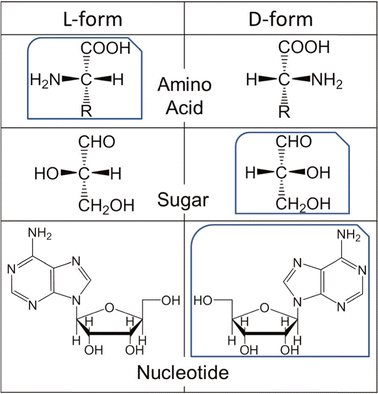 L-form D-form
COOH COOH
H₂N C H H C NH₂
Amino
Acid
R R
CHO CHO
HO C H H C OH
Sugar
CH₂OH CH₂OH
NH₂ NH₂
N N N N
N N OH HO N N
O O
H H H H H H H H
OH OH OH OH
Nucleotide